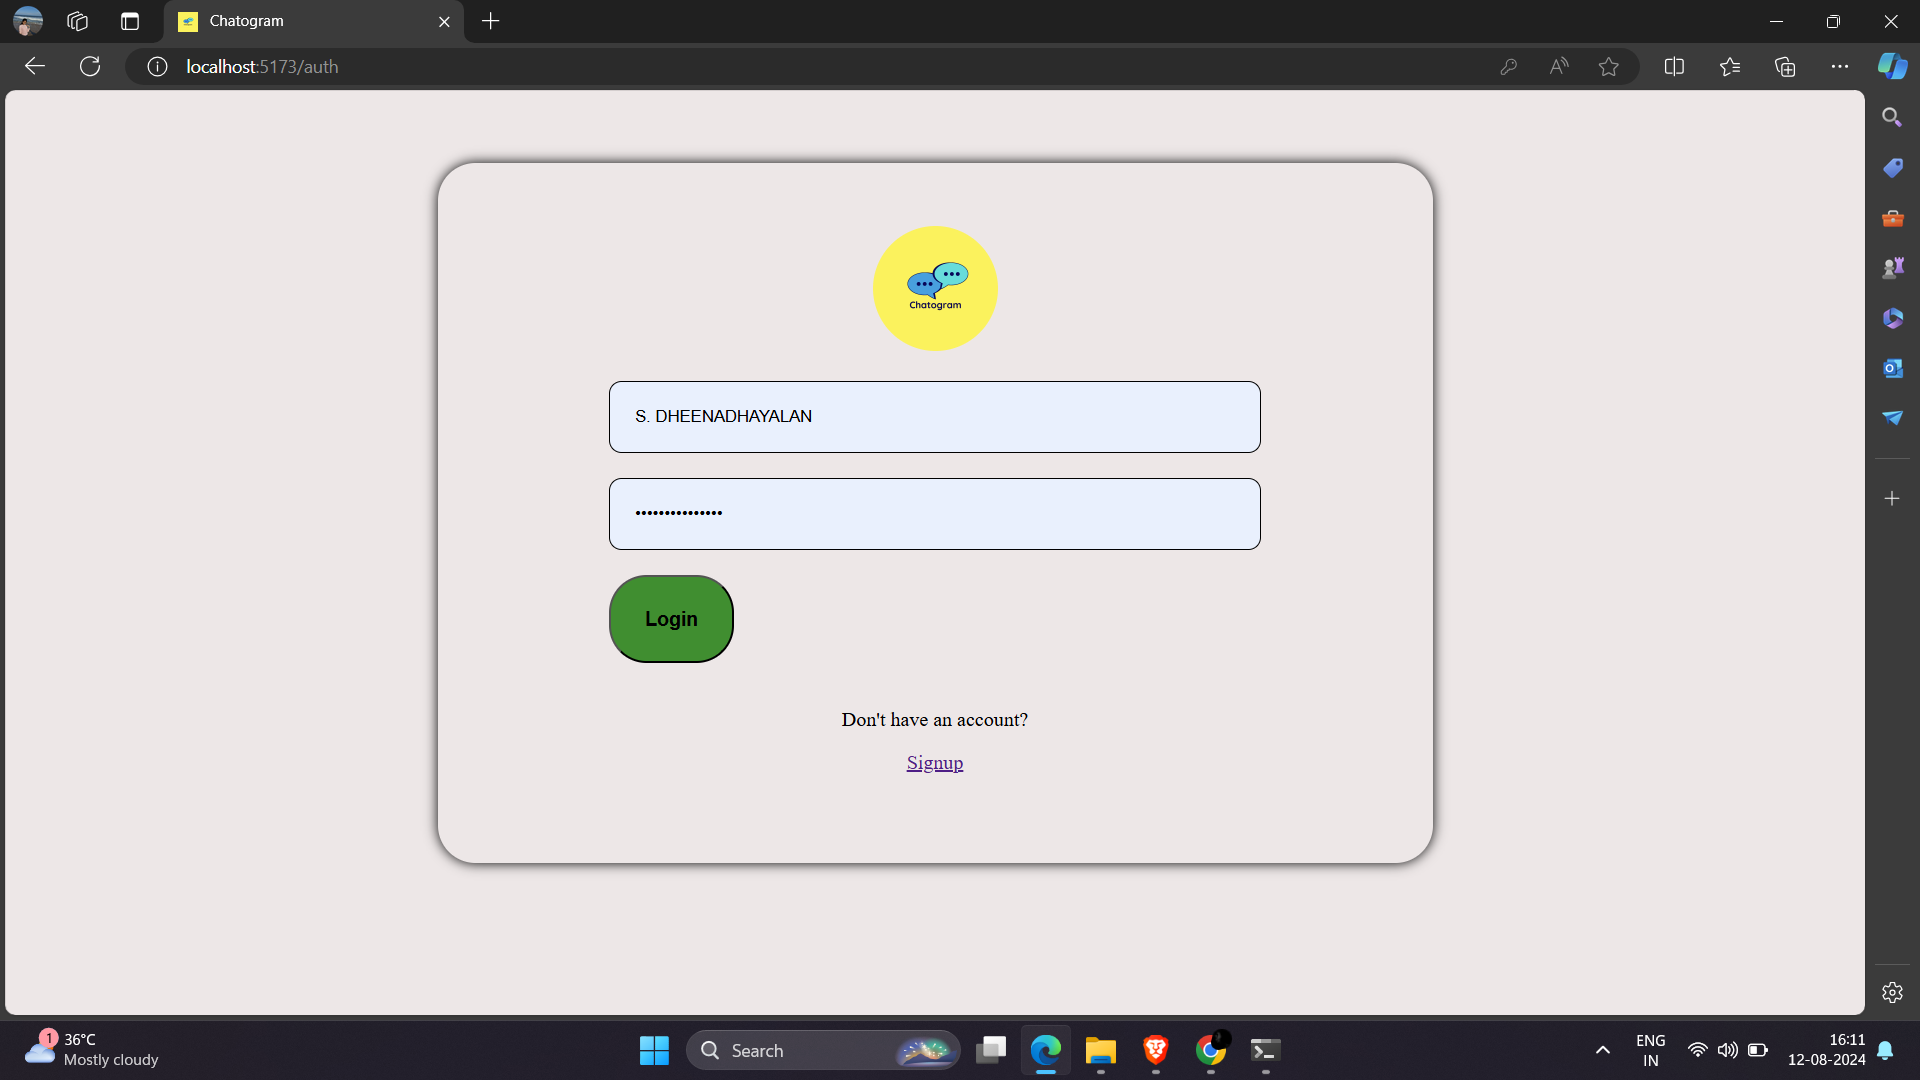 Chatogram
localhost:5173/auth
Chatogram
S. DHEENADHAYALAN
•••••••••••••••
Login
Don't have an account?
Signup
1
36°C
Mostly cloudy
Search
ENG
IN
16:11
12-08-2024